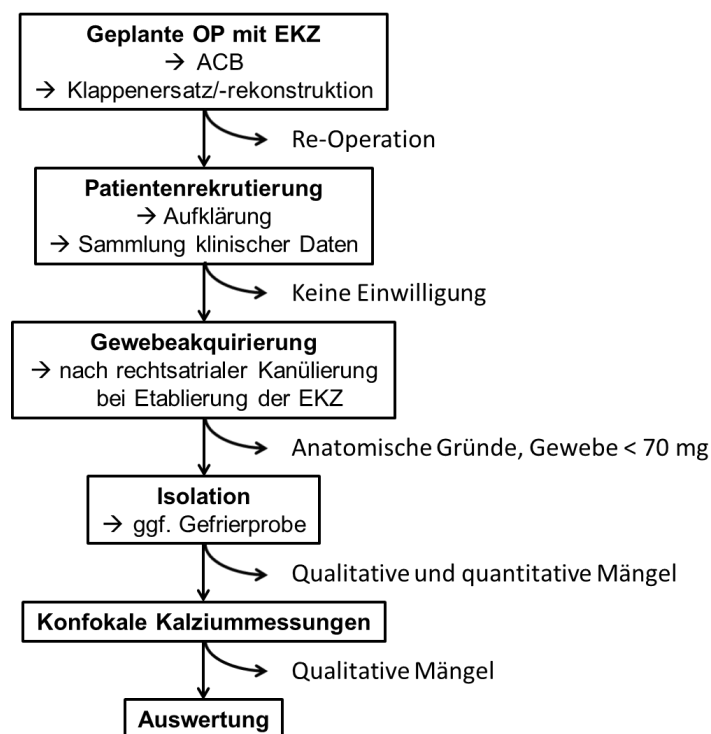 Geplante OP mit EKZ
→ ACB
→ Klappenersatz/-rekonstruktion
Re-Operation
Patientenrekrutierung
→ Aufklärung
→ Sammlung klinischer Daten
Keine Einwilligung
Gewebeakquirierung
→ nach rechtsatrialer Kanülierung
bei Etablierung der EKZ
Anatomische Gründe, Gewebe < 70 mg
Isolation
→ ggf. Gefrierprobe
Qualitative und quantitative Mängel
Konfokale Kalziummessungen
Qualitative Mängel
Auswertung